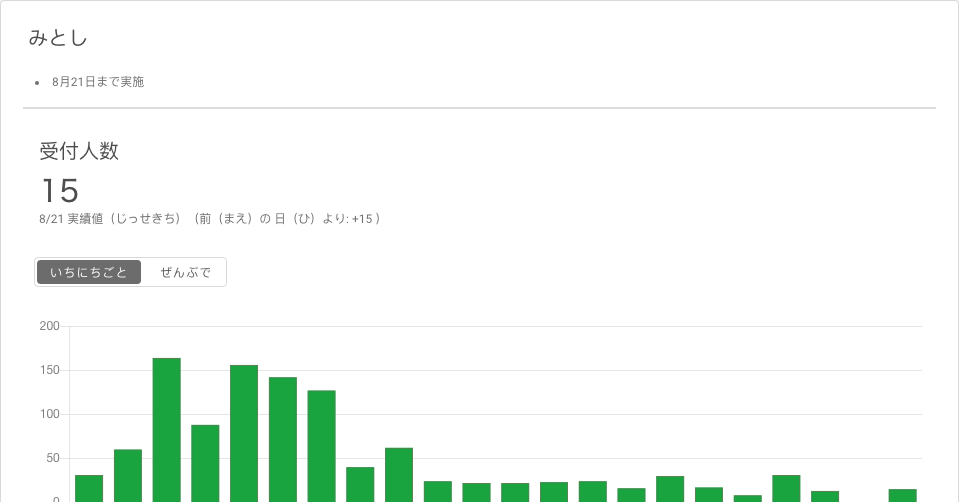 みとし
• 8月21日まで実施
受付人数
15
8/21 実績値（じっせきち）（前（まえ）の 日（ひ）より: +15 ）
いちにちごと ぜんぶで
200
150
100
50
0